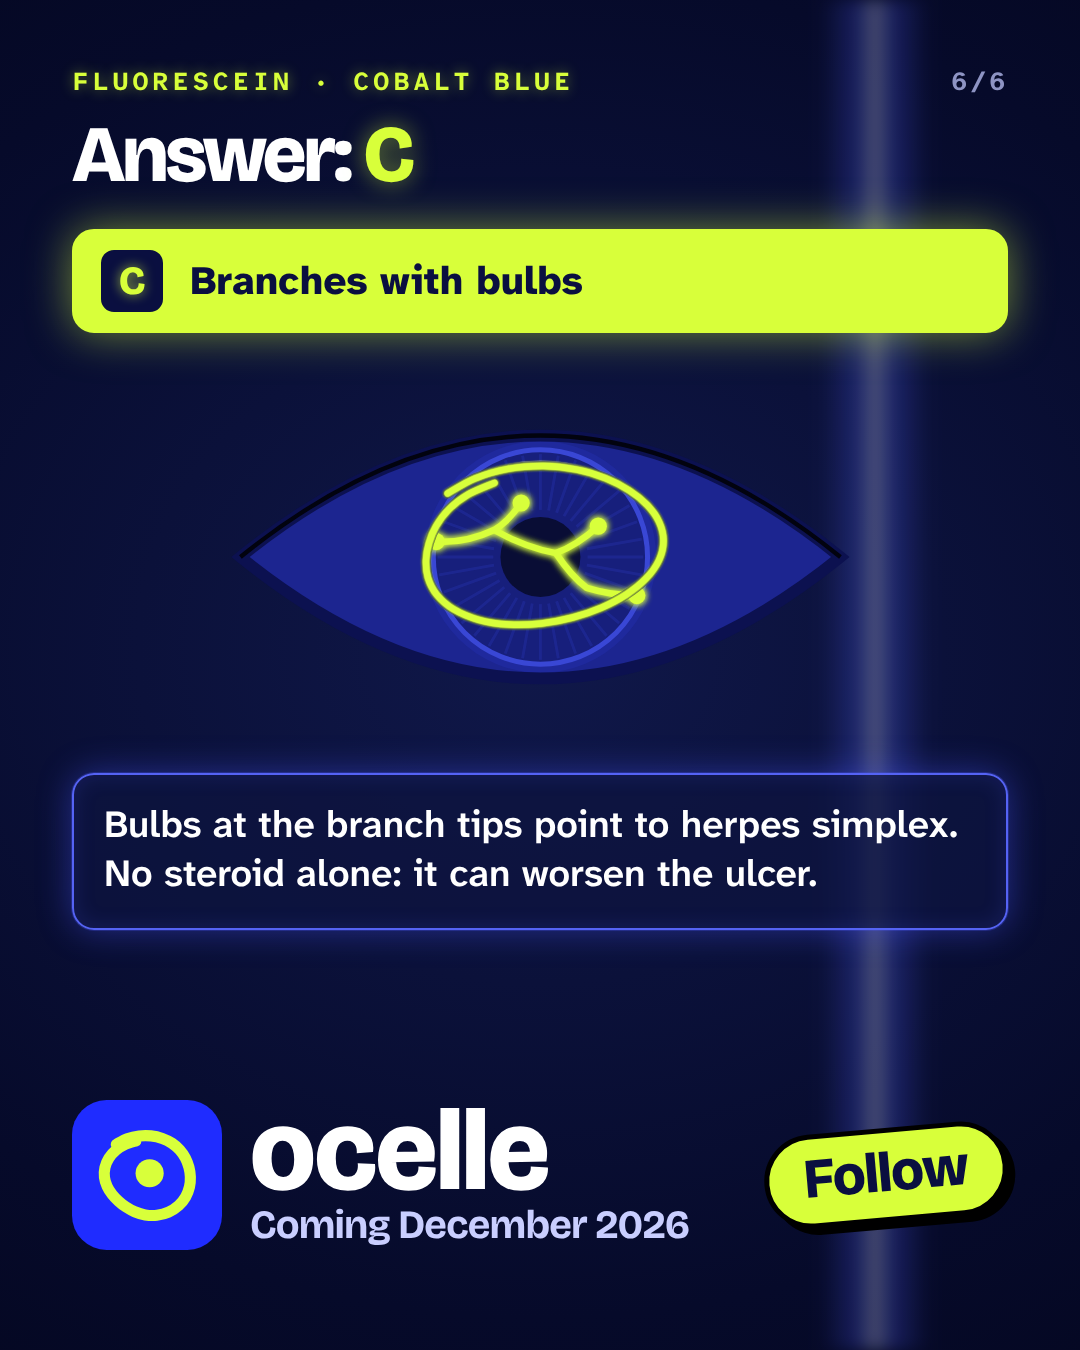 FLUORESCEIN · COBALT BLUE
6/6
Answer: C
C Branches with bulbs
Bulbs at the branch tips point to herpes simplex.
No steroid alone: it can worsen the ulcer.
ocelle
Coming December 2026
Follow